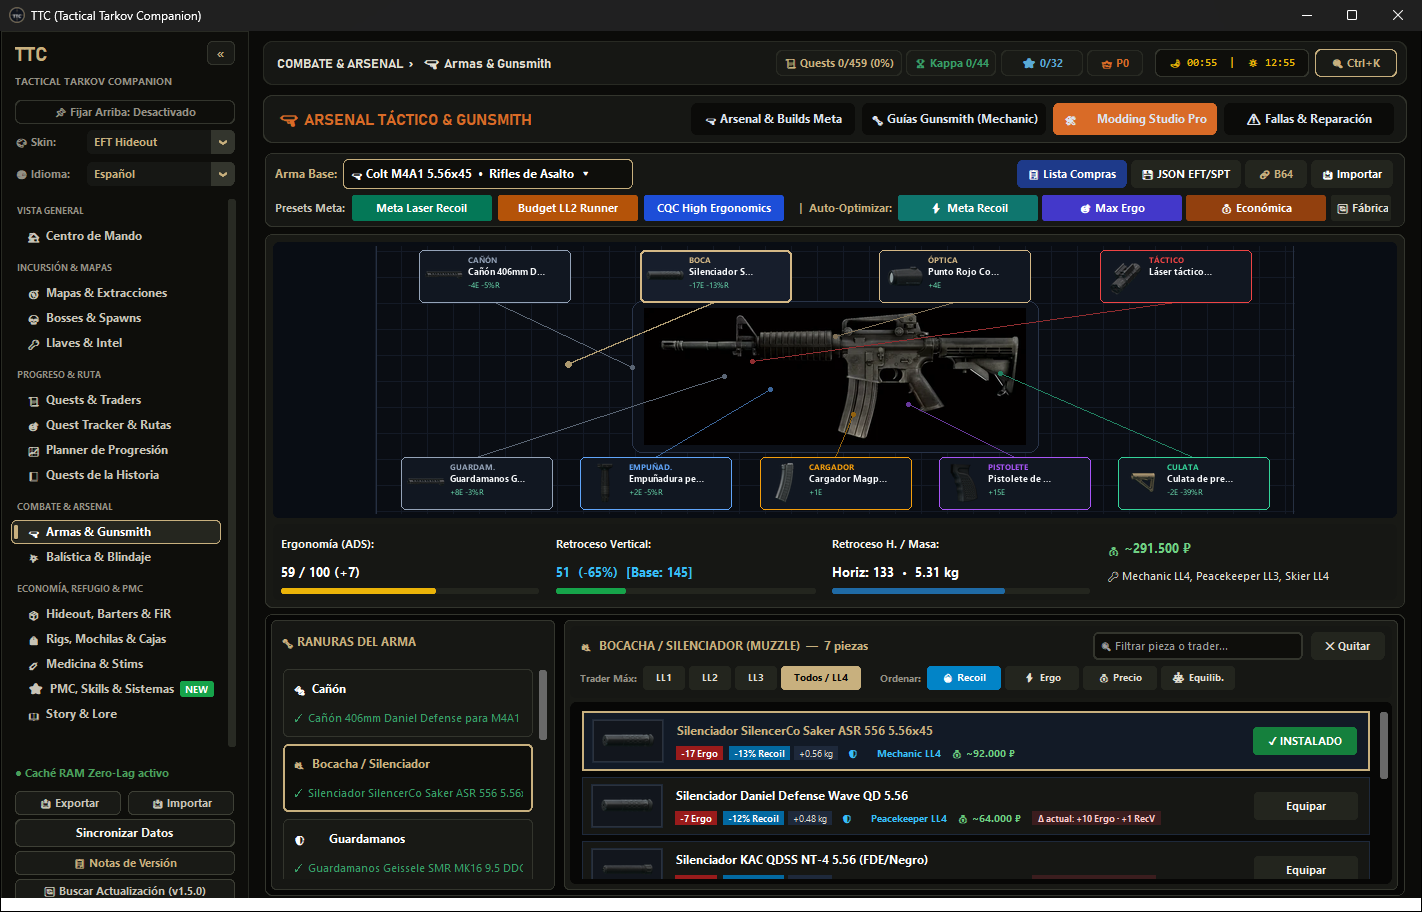 TTC (Tactical Tarkov Companion)
TTC
«
TACTICAL TARKOV COMPANION
Fijar Arriba: Desactivado
Skin:
EFT Hideout
Idioma:
Español
VISTA GENERAL
Centro de Mando
INCURSIÓN & MAPAS
Mapas & Extracciones
Bosses & Spawns
Llaves & Intel
PROGRESO & RUTA
Quests & Traders
Quest Tracker & Rutas
Planner de Progresión
Quests de la Historia
COMBATE & ARSENAL
Armas & Gunsmith
Balística & Blindaje
ECONOMÍA, REFUGIO & PMC
Hideout, Barters & FiR
Rigs, Mochilas & Cajas
Medicina & Stims
PMC, Skills & Sistemas NEW
Story & Lore
● Caché RAM Zero-Lag activo
Exportar
Importar
Sincronizar Datos
Notas de Versión
Buscar Actualización (v1.5.0)
COMBATE & ARSENAL › Armas & Gunsmith
Quests 0/459 (0%)
Kappa 0/44
0/32
P0
00:55 | 12:55
Ctrl+K
ARSENAL TÁCTICO & GUNSMITH
Arsenal & Builds Meta
Guías Gunsmith (Mechanic)
Modding Studio Pro
Fallas & Reparación
Arma Base:
Colt M4A1 5.56x45 • Rifles de Asalto ▼
Lista Compras
JSON EFT/SPT
B64
Importar
Presets Meta:
Meta Laser Recoil
Budget LL2 Runner
CQC High Ergonomics
| Auto-Optimizar:
Meta Recoil
Max Ergo
Económica
Fábrica
CAÑÓN
Cañón 406mm D...
-4E -5%R
BOCA
Silenciador S...
-17E -13%R
ÓPTICA
Punto Rojo Co...
+4E
TÁCTICO
Láser táctico...
GUARDAM.
Guardamanos G...
+8E -3%R
EMPUÑAD.
Empuñadura pe...
+2E -5%R
CARGADOR
Cargador Magp...
+1E
PISTOLETE
Pistolete de ...
+15E
CULATA
Culata de pre...
-2E -39%R
Ergonomía (ADS):
59 / 100 (+7)
Retroceso Vertical:
51 (-65%) [Base: 145]
Retroceso H. / Masa:
Horiz: 133 • 5.31 kg
~291.500 ₽
Mechanic LL4, Peacekeeper LL3, Skier LL4
RANURAS DEL ARMA
Cañón
✓ Cañón 406mm Daniel Defense para M4A1
Bocacha / Silenciador
✓ Silenciador SilencerCo Saker ASR 556 5.56x
Guardamanos
✓ Guardamanos Geissele SMR MK16 9.5 DDC
BOCACHA / SILENCIADOR (MUZZLE) — 7 piezas
Filtrar pieza o trader...
✕ Quitar
Trader Máx:
LL1
LL2
LL3
Todos / LL4
Ordenar:
Recoil
Ergo
Precio
Equilib.
Silenciador SilencerCo Saker ASR 556 5.56x45
-17 Ergo -13% Recoil +0.56 kg Mechanic LL4 ~92.000 ₽
✓ INSTALADO
Silenciador Daniel Defense Wave QD 5.56
-7 Ergo -12% Recoil +0.48 kg Peacekeeper LL4 ~64.000 ₽ Δ actual: +10 Ergo · +1 RecV
Equipar
Silenciador KAC QDSS NT-4 5.56 (FDE/Negro)
Equipar